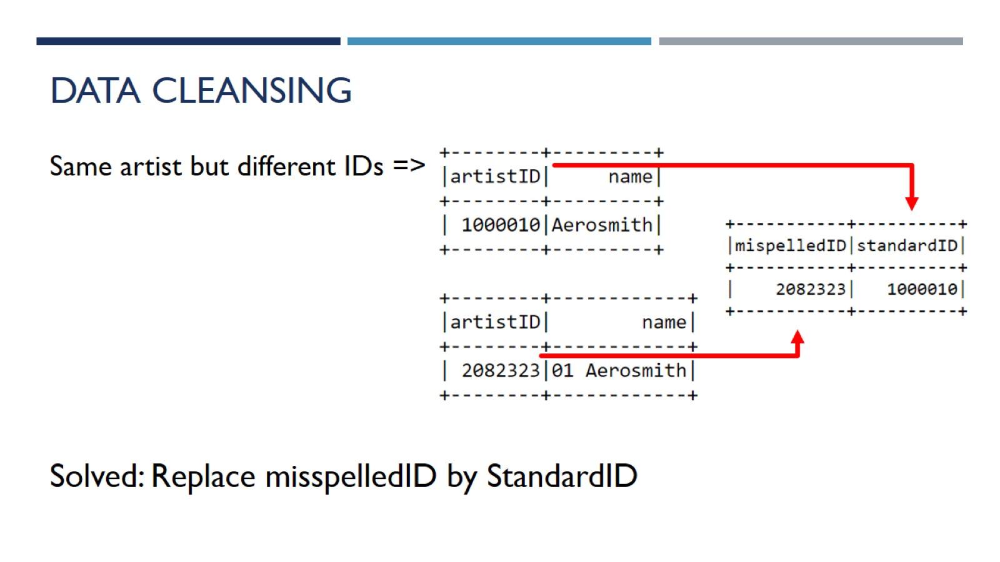 DATA CLEANSING
Same artist but different IDs =>
+--------+---------+
|artistID|     name|
+--------+---------+
| 1000010|Aerosmith|
+--------+---------+
+-----------+----------+
|mispelledID|standardID|
+-----------+----------+
|    2082323|   1000010|
+-----------+----------+
+--------+------------+
|artistID|        name|
+--------+------------+
| 2082323|01 Aerosmith|
+--------+------------+
Solved: Replace misspelledID by StandardID